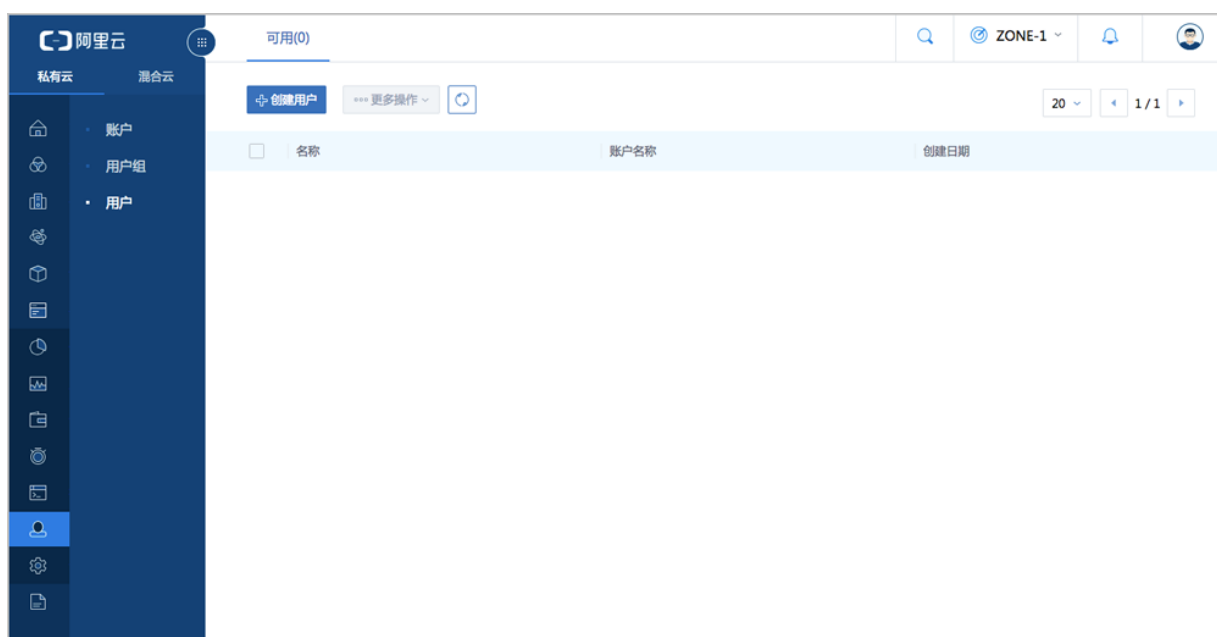 阿里云
可用(0)
ZONE-1
私有云
混合云
创建用户
更多操作
20
1 / 1
账户
用户组
用户
名称
账户名称
创建日期